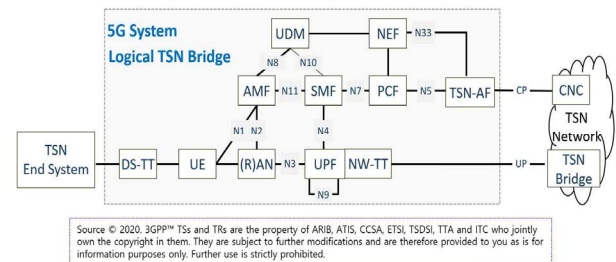 5G System
Logical TSN Bridge
UDM
NEF
N33
N8
N10
AMF
N11
SMF
N7
PCF
N5
TSN-AF
CP
CNC
TSN
Network
N1
N2
N4
TSN
End System
DS-TT
UE
(R)AN
N3
UPF
NW-TT
UP
TSN
Bridge
N9
Source © 2020. 3GPP™ TSs and TRs are the property of ARIB, ATIS, CCSA, ETSI, TSDSI, TTA and ITC who jointly
own the copyright in them. They are subject to further modifications and are therefore provided to you as is for
information purposes only. Further use is strictly prohibited.